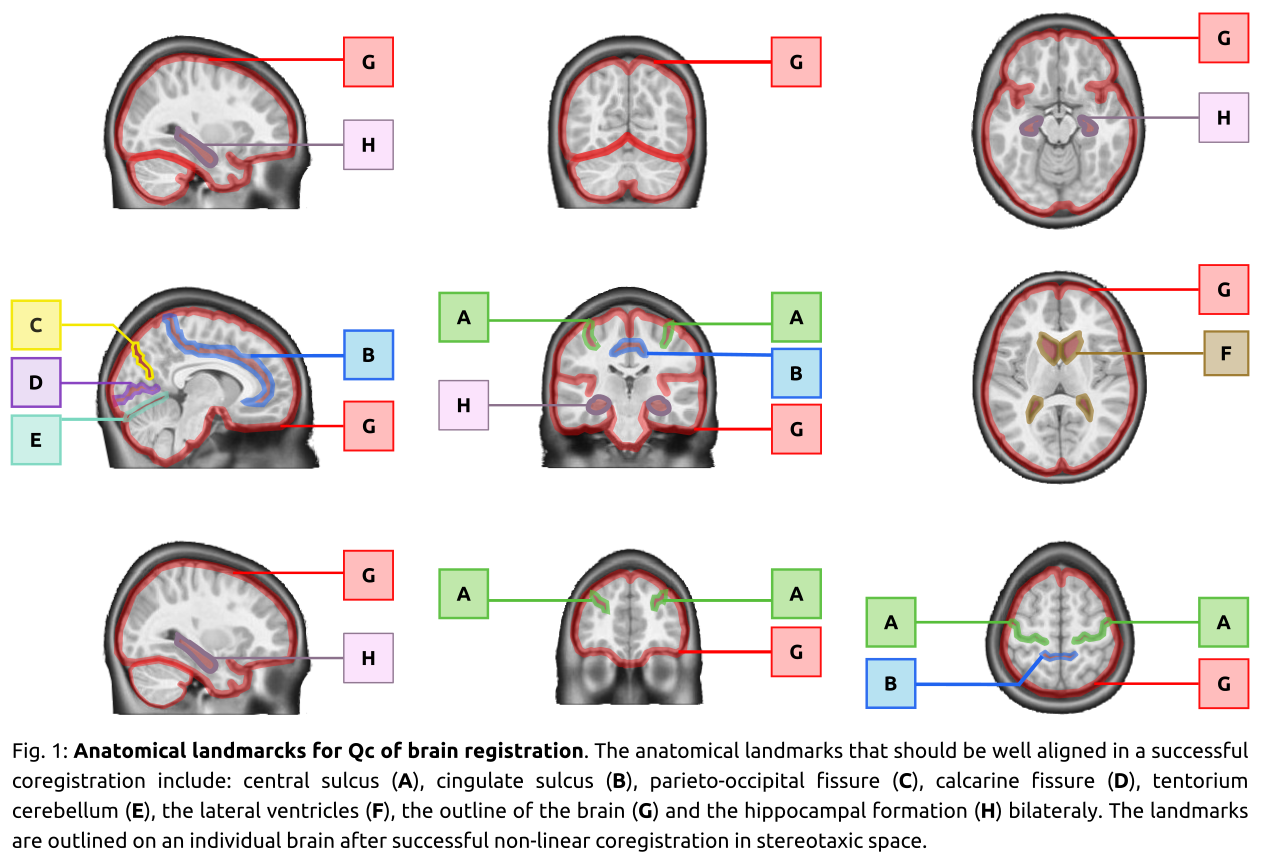 G
G
G
H
H
C
B
D
E
G
A
A
B
H
G
G
F
G
H
A
A
G
A
A
B
G
Fig. 1: Anatomical landmarcks for Qc of brain registration. The anatomical landmarks that should be well aligned in a successful
coregistration include: central sulcus (A), cingulate sulcus (B), parieto-occipital fissure (C), calcarine fissure (D), tentorium
cerebellum (E), the lateral ventricles (F), the outline of the brain (G) and the hippocampal formation (H) bilateraly. The landmarks
are outlined on an individual brain after successful non-linear coregistration in stereotaxic space.